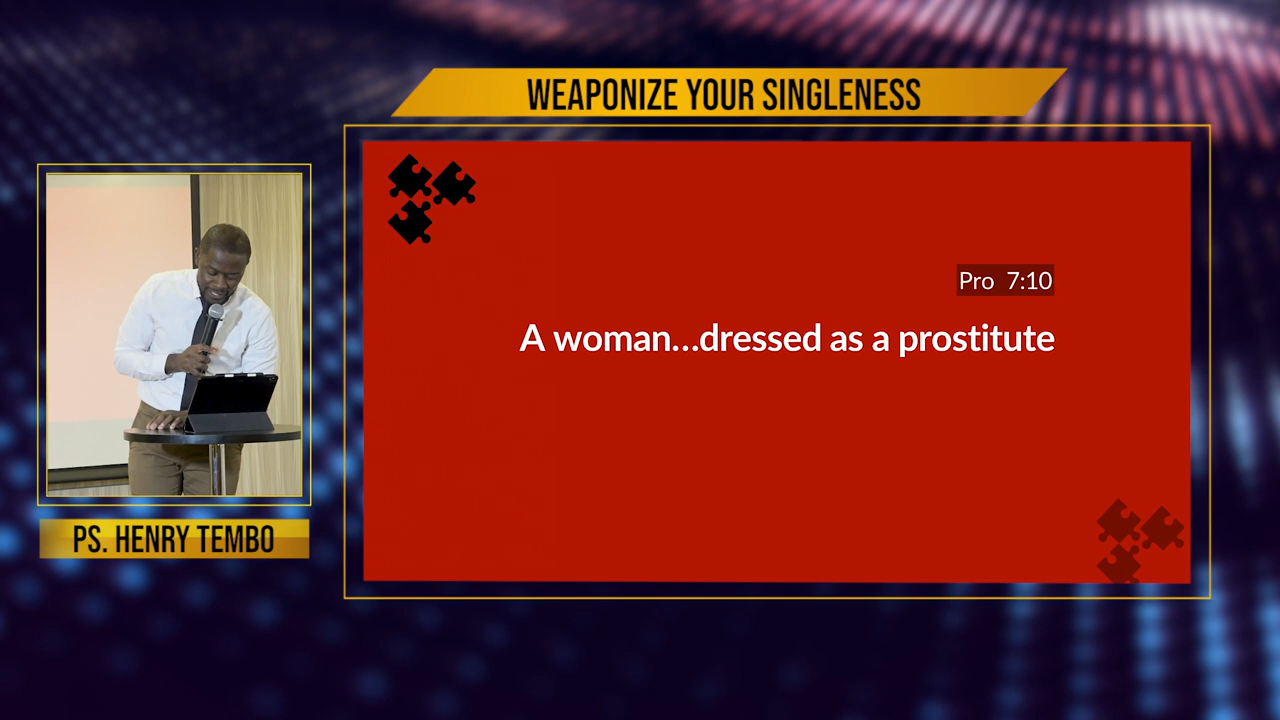 WEAPONIZE YOUR SINGLENESS
Pro 7:10
A woman...dressed as a prostitute
PS. HENRY TEMBO